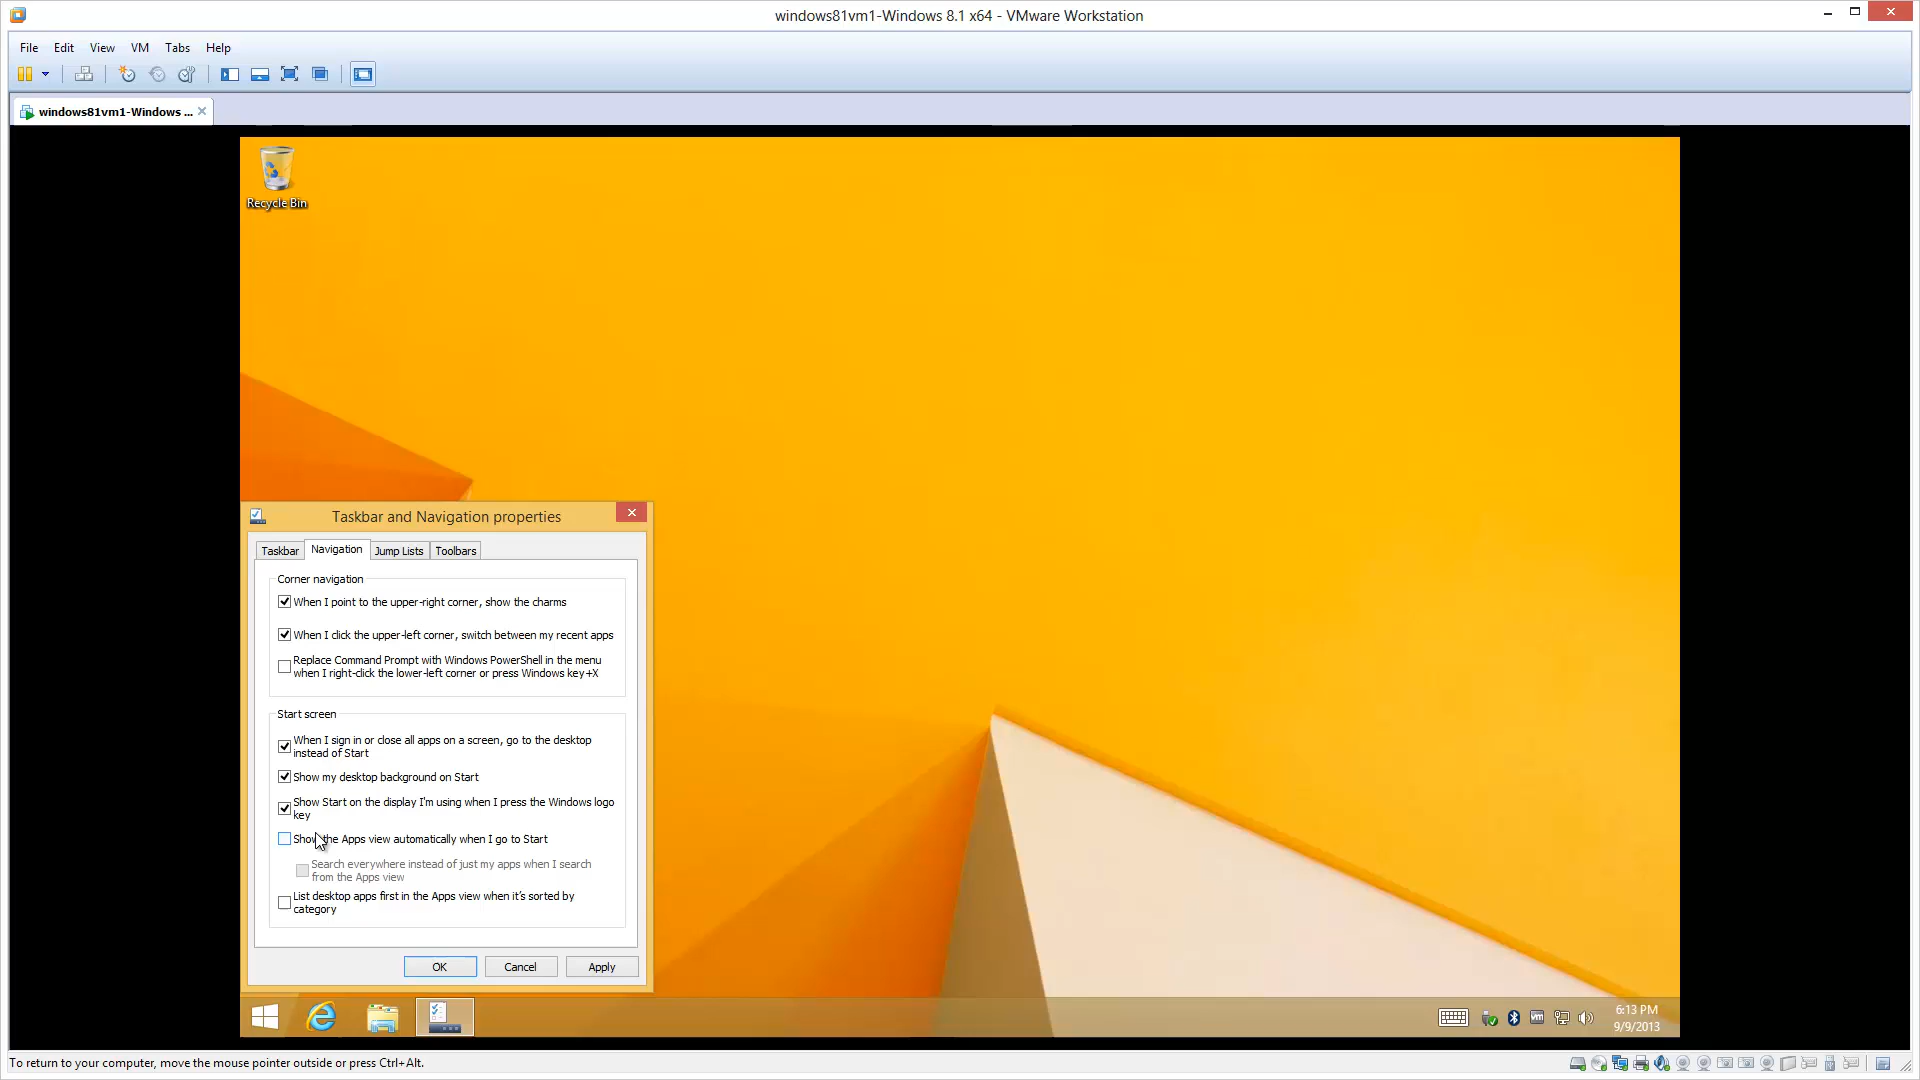 windows81vm1-Windows 8.1 x64 - VMware Workstation
File Edit View VM Tabs Help
windows81vm1-Windows ...
Recycle Bin
Taskbar and Navigation properties
Taskbar Navigation Jump Lists Toolbars
Corner navigation
When I point to the upper-right corner, show the charms
When I click the upper-left corner, switch between my recent apps
Replace Command Prompt with Windows PowerShell in the menu
when I right-click the lower-left corner or press Windows key+X
Start screen
When I sign in or close all apps on a screen, go to the desktop
instead of Start
Show my desktop background on Start
Show Start on the display I'm using when I press the Windows logo
key
Show the Apps view automatically when I go to Start
Search everywhere instead of just my apps when I search
from the Apps view
List desktop apps first in the Apps view when it's sorted by
category
OK Cancel Apply
vm
6:13 PM
9/9/2013
To return to your computer, move the mouse pointer outside or press Ctrl+Alt.